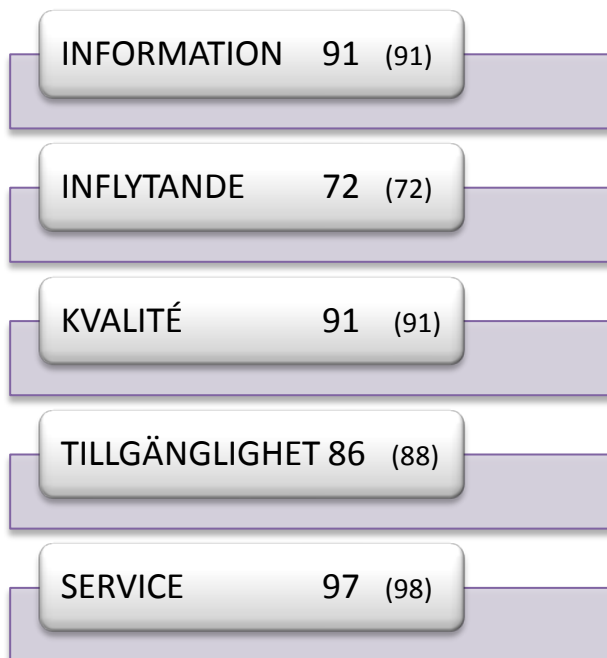 INFORMATION 91 (91)
INFLYTANDE 72 (72)
KVALITÉ 91 (91)
TILLGÄNGLIGHET 86 (88)
SERVICE 97 (98)